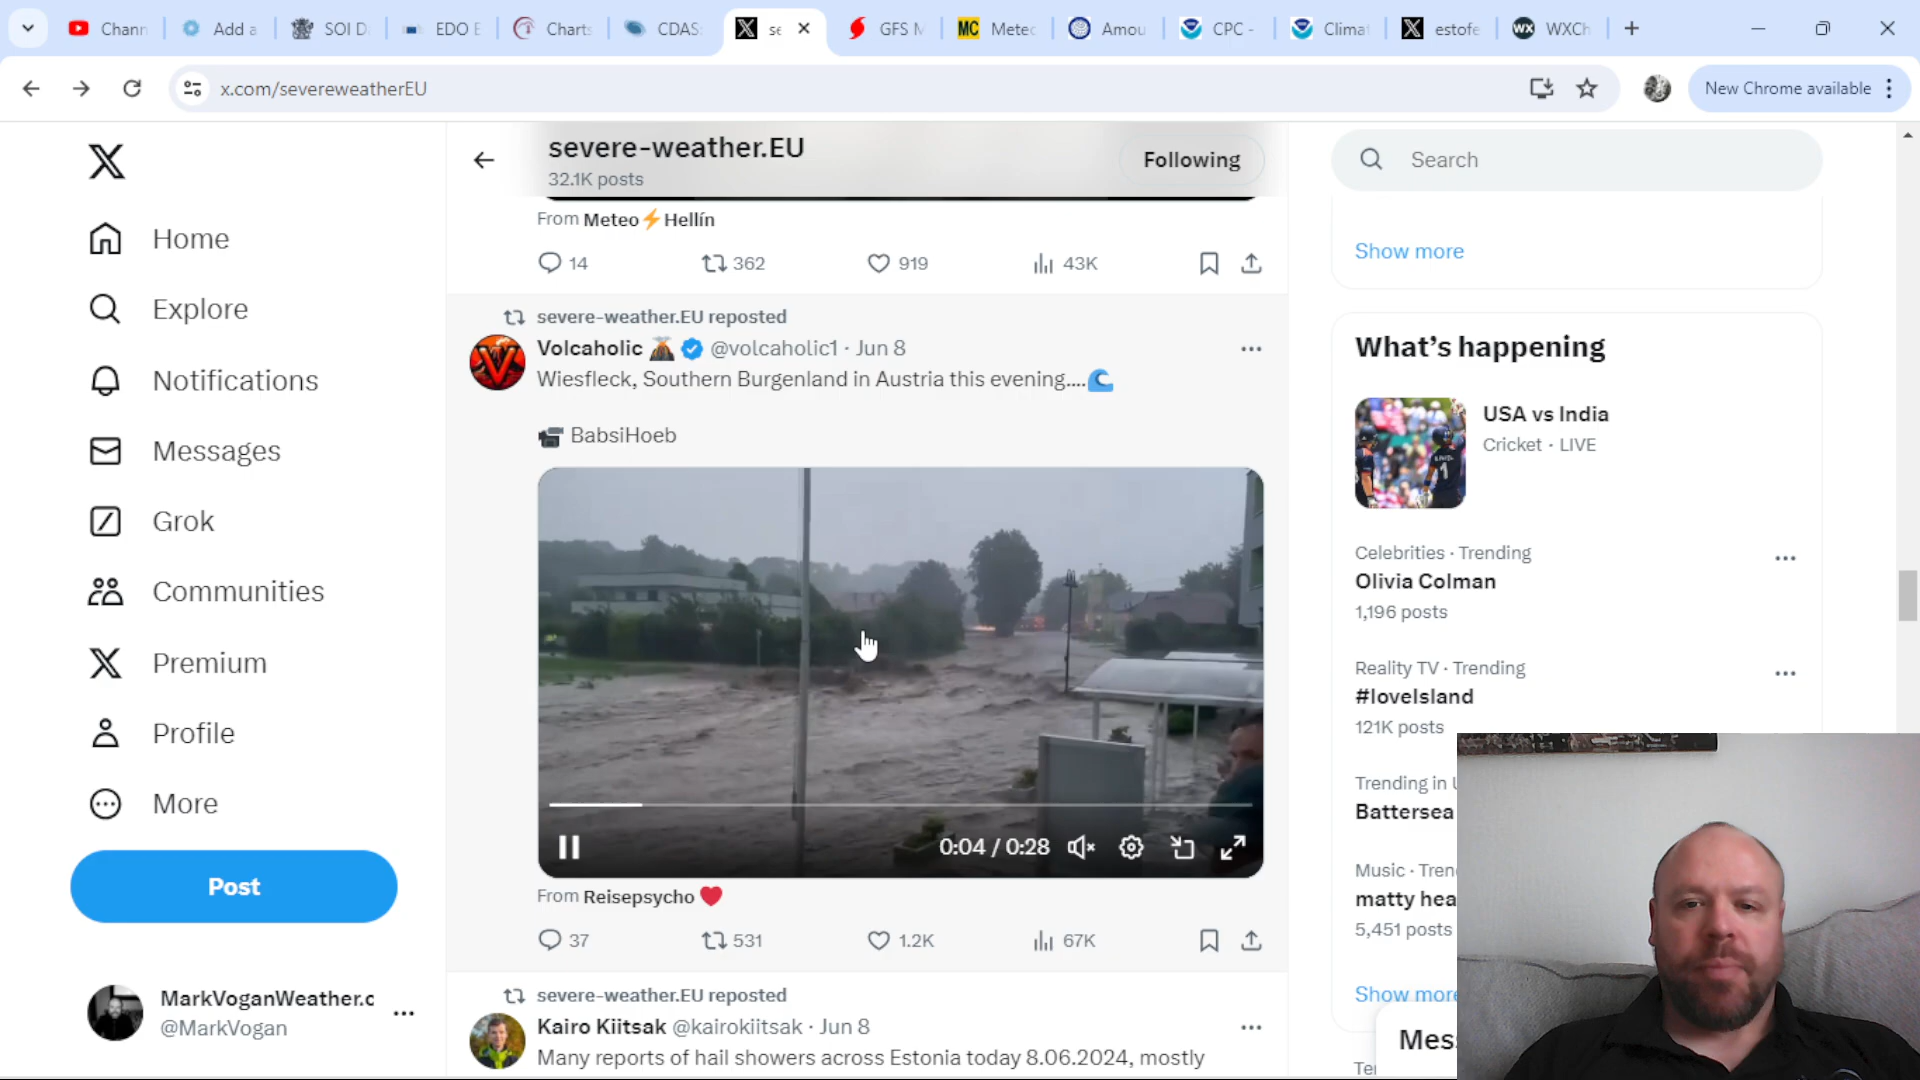 Chann
Add a
SOI D
EDO E
Charts
CDAS
se
GFS M
Metec
Amou
CPC -
Climat
estofe
WXCh
x.com/severeweatherEU
New Chrome available
severe-weather.EU
32.1K posts
Following
Search
Home
Explore
Notifications
Messages
Grok
Communities
Premium
Profile
More
Post
MarkVoganWeather.c
@MarkVogan
From Meteo⚡Hellín
14 362 919 43K
severe-weather.EU reposted
Volcaholic 🌋 @volcaholic1 · Jun 8
Wiesfleck, Southern Burgenland in Austria this evening....🌊
📹 BabsiHoeb
0:04 / 0:28
From Reisepsycho ❤️
37 531 1.2K 67K
severe-weather.EU reposted
Kairo Kiitsak @kairokiitsak · Jun 8
Many reports of hail showers across Estonia today 8.06.2024, mostly
Show more
What's happening
USA vs India
Cricket · LIVE
Celebrities · Trending
Olivia Colman
1,196 posts
Reality TV · Trending
#loveIsland
121K posts
Trending in U
Battersea
Music · Tren
matty hea
5,451 posts
Show more
Mes
Te